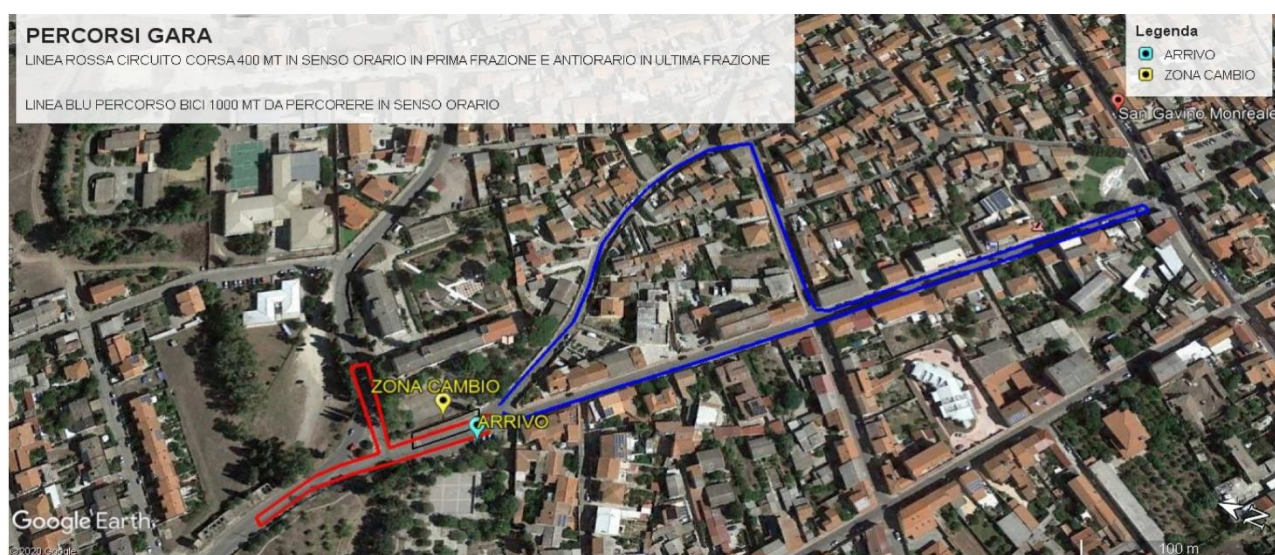 PERCORSI GARA
LINEA ROSSA CIRCUITO CORSA 400 MT IN SENSO ORARIO IN PRIMA FRAZIONE E ANTIORARIO IN ULTIMA FRAZIONE
LINEA BLU PERCORSO BICI 1000 MT DA PERCORERE IN SENSO ORARIO
Legenda
ARRIVO
ZONA CAMBIO
San Gavino Monreale
ZONA CAMBIO
ARRIVO
Google Earth
©2020 Google
N
100 m